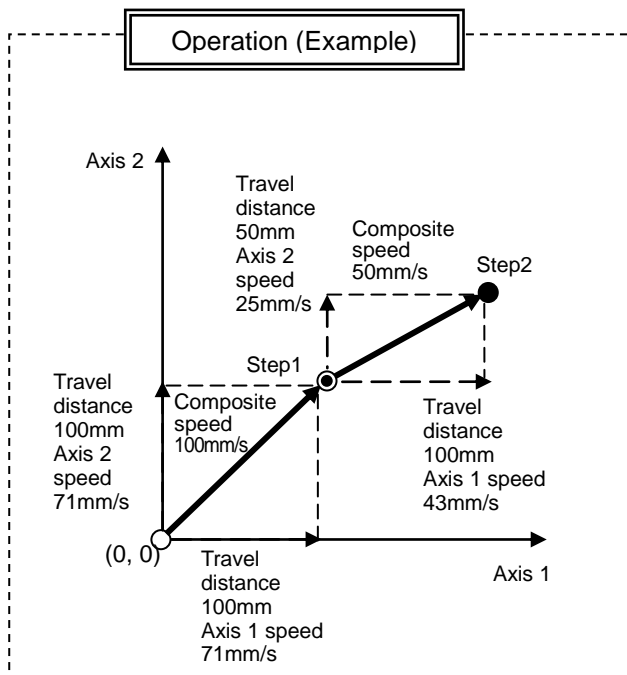 Operation (Example)
Axis 2
Travel
distance
50mm
Axis 2
speed
25mm/s
Composite
speed
50mm/s
Step2
Step1
Travel
distance
100mm
Axis 2
speed
71mm/s
Composite
speed
100mm/s
Travel
distance
100mm
Axis 1 speed
43mm/s
(0, 0)
Travel
distance
100mm
Axis 1 speed
71mm/s
Axis 1